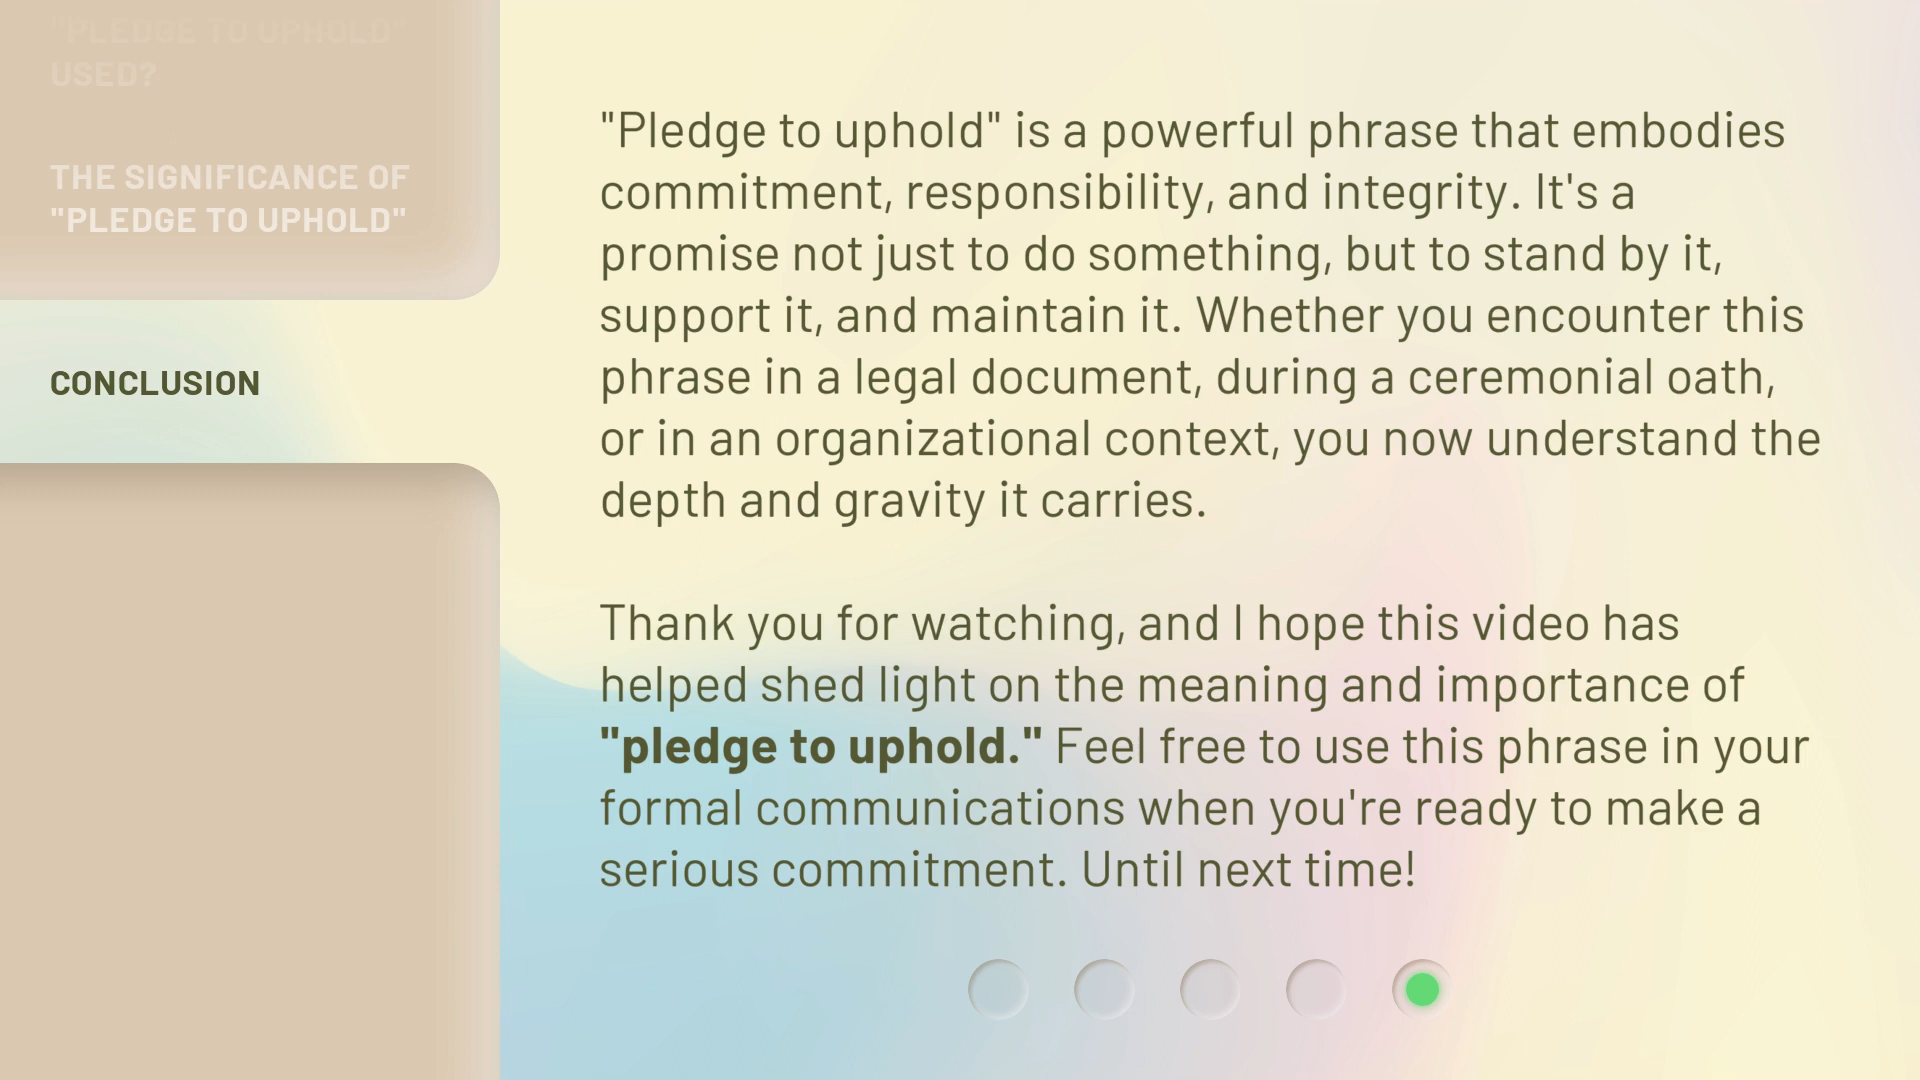 "PLEDGE TO UPHOLD"
USED?
THE SIGNIFICANCE OF
"PLEDGE TO UPHOLD"
CONCLUSION
"Pledge to uphold" is a powerful phrase that embodies
commitment, responsibility, and integrity. It's a
promise not just to do something, but to stand by it,
support it, and maintain it. Whether you encounter this
phrase in a legal document, during a ceremonial oath,
or in an organizational context, you now understand the
depth and gravity it carries.
Thank you for watching, and I hope this video has
helped shed light on the meaning and importance of
"pledge to uphold." Feel free to use this phrase in your
formal communications when you're ready to make a
serious commitment. Until next time!